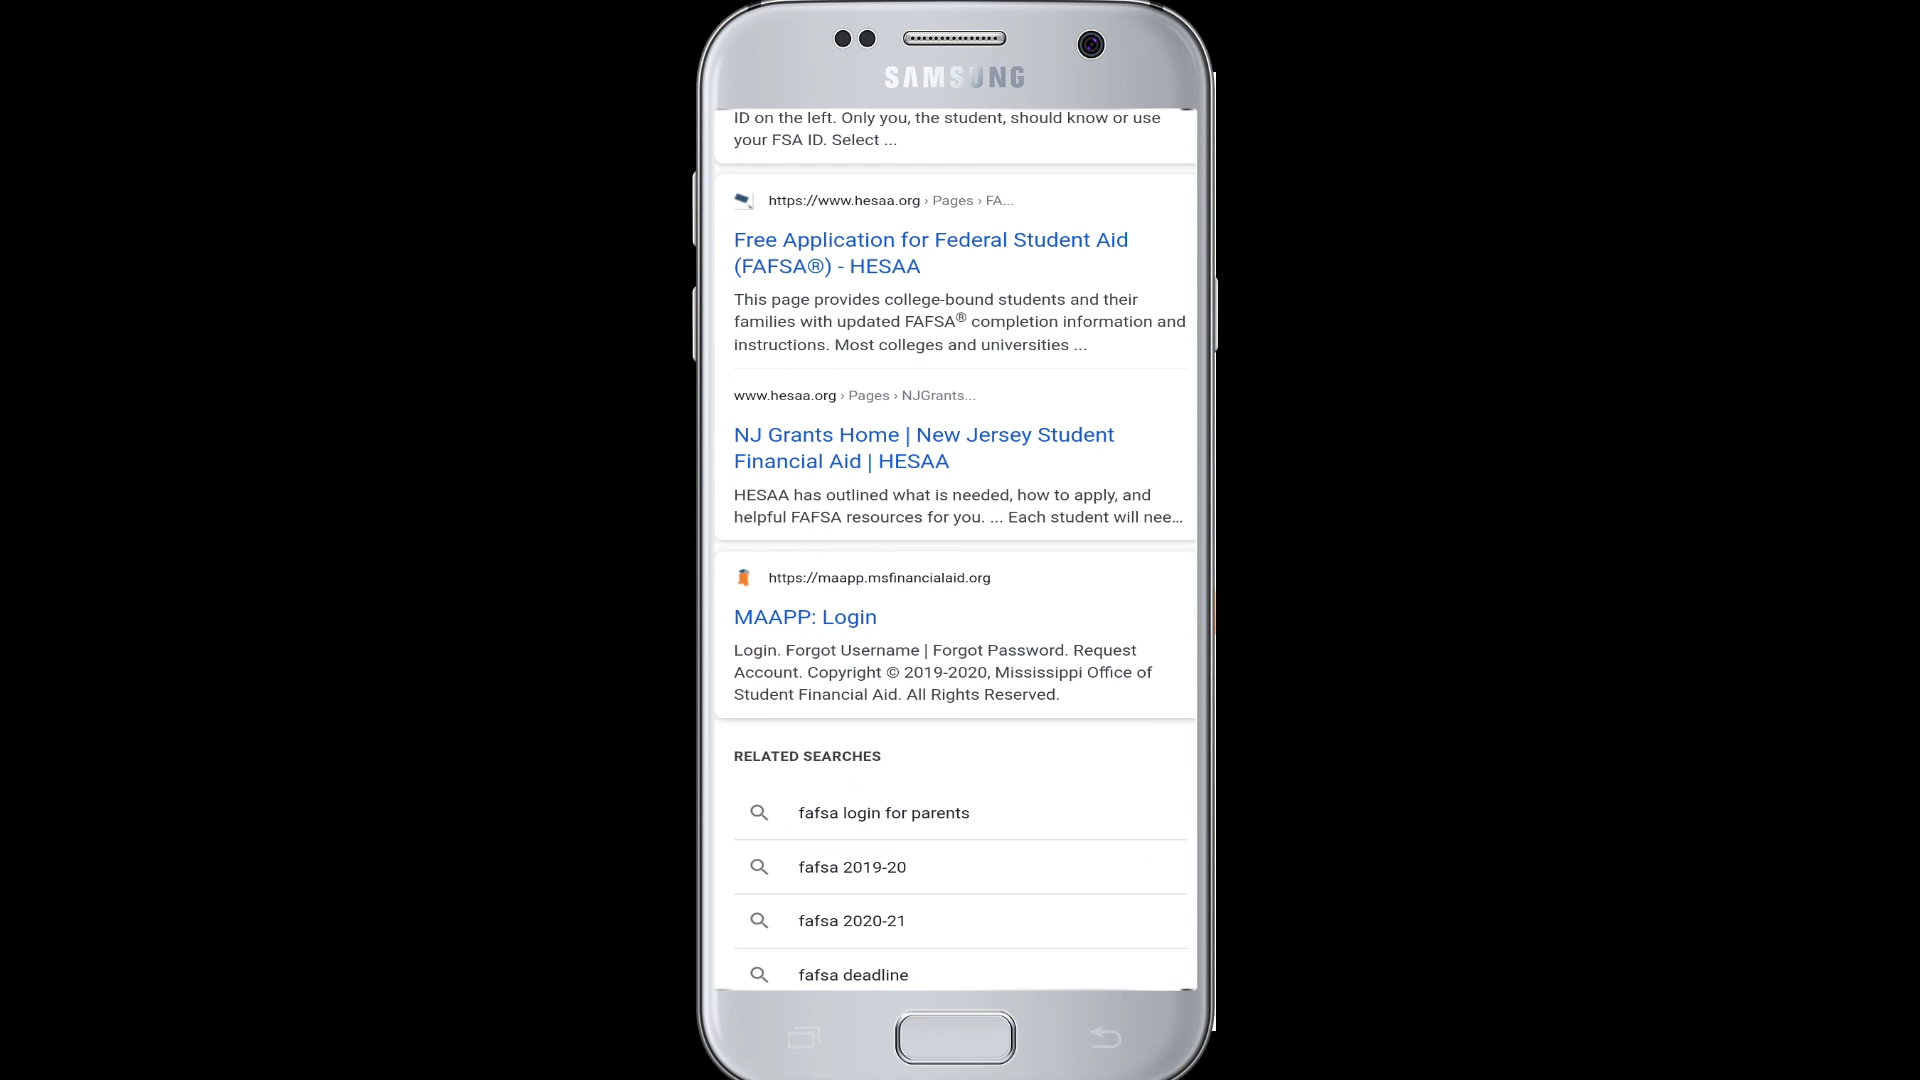 SAMSUNG
ID on the left. Only you, the student, should know or use
your FSA ID. Select ...
https://www.hesaa.org › Pages › FA...
Free Application for Federal Student Aid
(FAFSA®) - HESAA
This page provides college-bound students and their
families with updated FAFSA® completion information and
instructions. Most colleges and universities ...
www.hesaa.org › Pages › NJGrants...
NJ Grants Home | New Jersey Student
Financial Aid | HESAA
HESAA has outlined what is needed, how to apply, and
helpful FAFSA resources for you. ... Each student will nee...
https://maapp.msfinancialaid.org
MAAPP: Login
Login. Forgot Username | Forgot Password. Request
Account. Copyright © 2019-2020, Mississippi Office of
Student Financial Aid. All Rights Reserved.
RELATED SEARCHES
fafsa login for parents
fafsa 2019-20
fafsa 2020-21
fafsa deadline